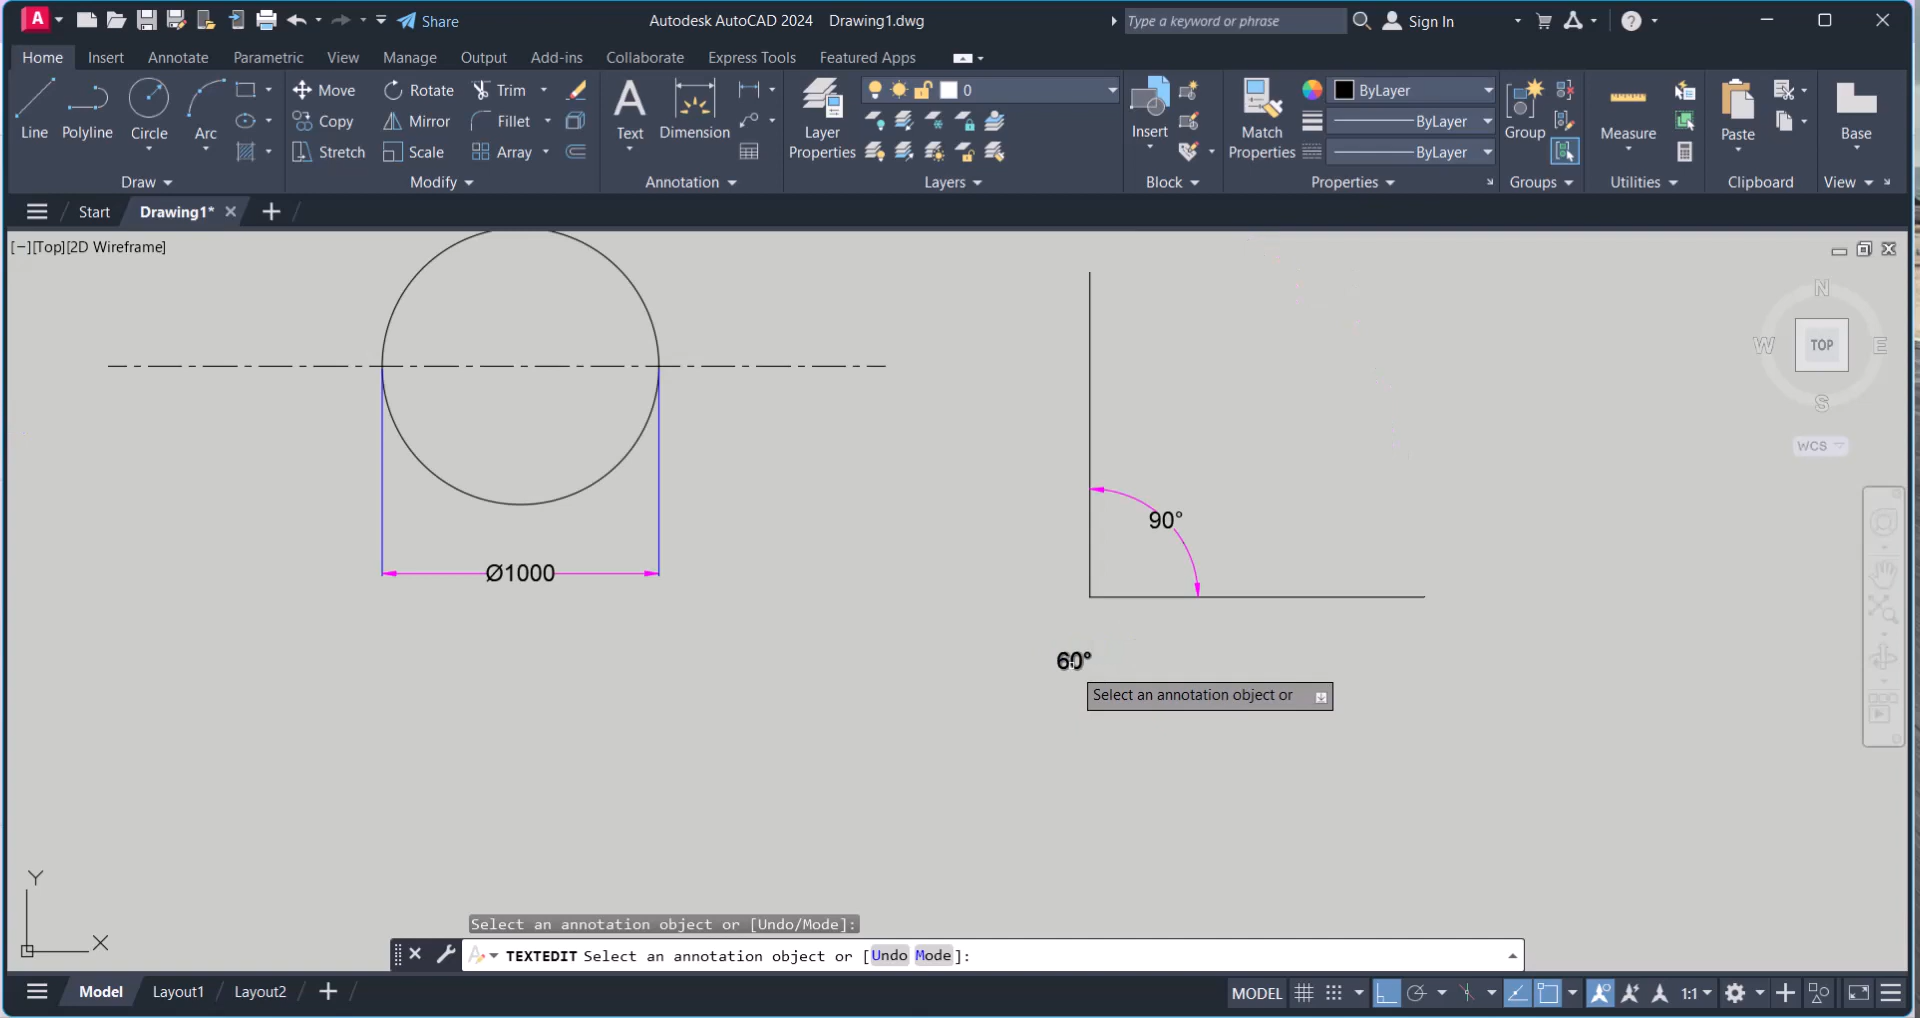 A Share Autodesk AutoCAD 2024 Drawing1.dwg Type a keyword or phrase Sign In
Home Insert Annotate Parametric View Manage Output Add-ins Collaborate Express Tools Featured Apps
Line Polyline Circle Arc
Move Rotate Trim
Copy Mirror Fillet
Stretch Scale Array
Text Dimension
Layer Properties
0
Insert
Match Properties
ByLayer
ByLayer
ByLayer
Group
Measure
Paste
Base
Draw Modify Annotation Layers Block Properties Groups Utilities Clipboard View
Start Drawing1* +
[−][Top][2D Wireframe]
N
W TOP E
S
WCS
90°
Ø1000
60°
Select an annotation object or
Y
X
Select an annotation object or [Undo/Mode]:
TEXTEDIT Select an annotation object or [Undo Mode]:
Model Layout1 Layout2 + MODEL 1:1